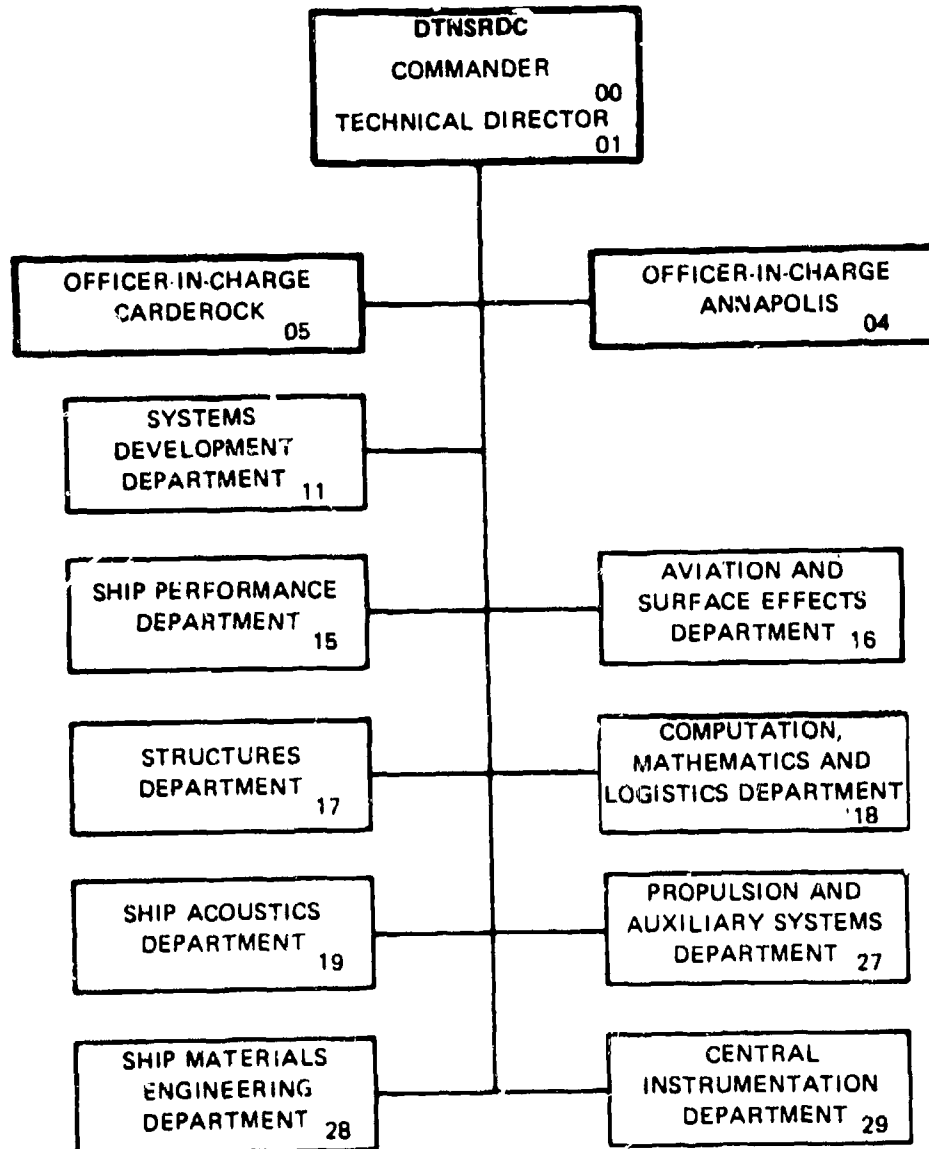 DTNSRDC
COMMANDER
00
TECHNICAL DIRECTOR
01
OFFICER-IN-CHARGE
CARDEROCK
05
OFFICER-IN-CHARGE
ANNAPOLIS
04
SYSTEMS
DEVELOPMENT
DEPARTMENT
11
SHIP PERFORMANCE
DEPARTMENT
15
AVIATION AND
SURFACE EFFECTS
DEPARTMENT
16
STRUCTURES
DEPARTMENT
17
COMPUTATION,
MATHEMATICS AND
LOGISTICS DEPARTMENT
18
SHIP ACOUSTICS
DEPARTMENT
19
PROPULSION AND
AUXILIARY SYSTEMS
DEPARTMENT
27
SHIP MATERIALS
ENGINEERING
DEPARTMENT
28
CENTRAL
INSTRUMENTATION
DEPARTMENT
29